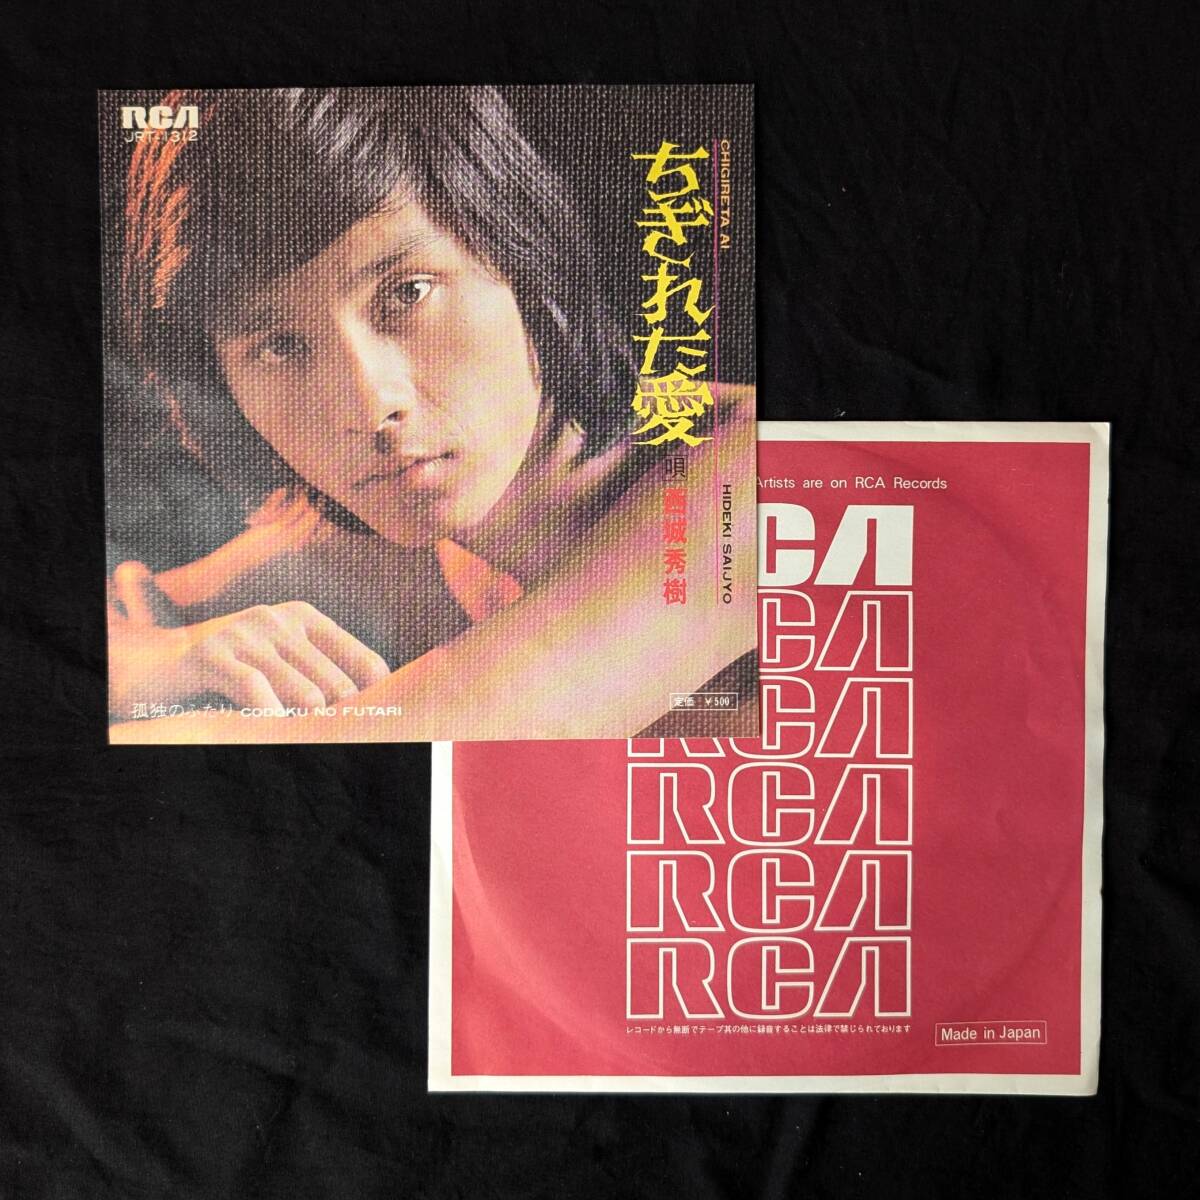 RCA
JRT-1312
ちぎれた愛
CHIGIRETA AI
唄 西城秀樹
HIDEKI SAIJYO
定価 ¥500
孤独のふたり CODOKU NO FUTARI
Artists are on RCA Records
CA
CA
RCA
RCA
RCA
RCA
レコードから無断でテープ其の他に録音することは法律で禁じられております
Made in Japan